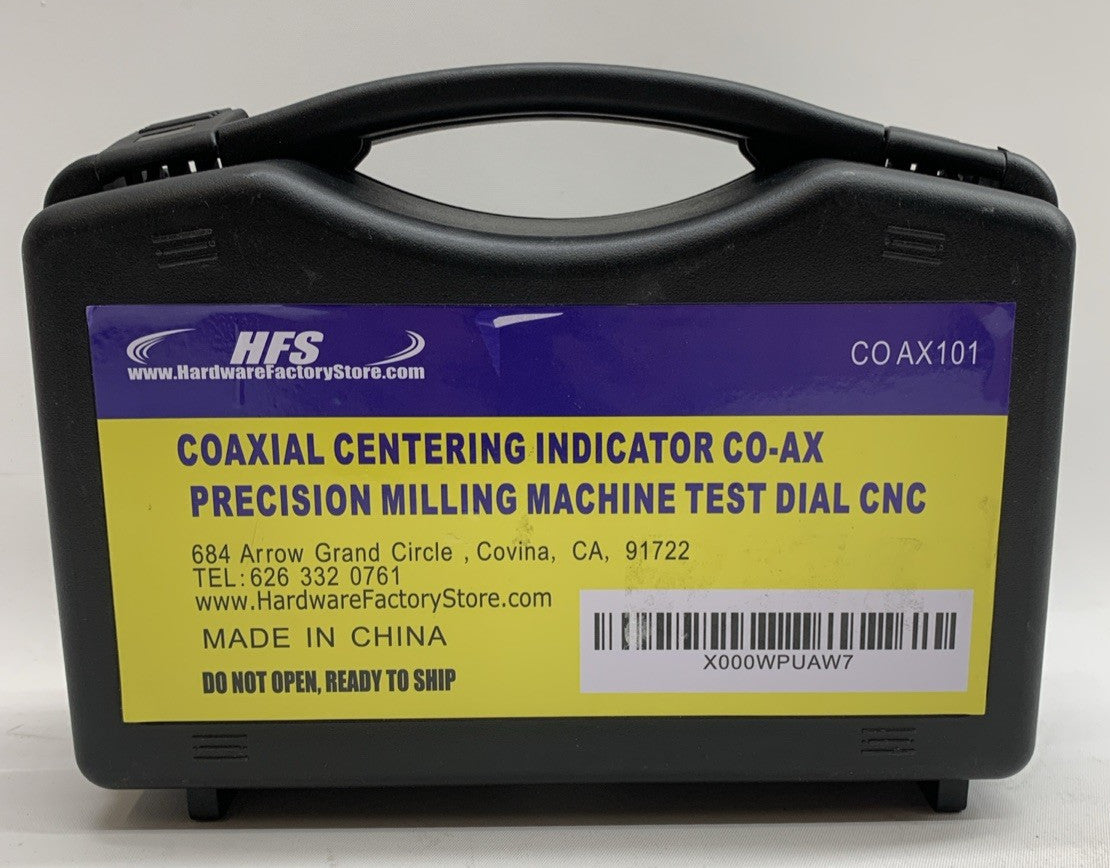 HFS
www.HardwareFactoryStore.com
CO AX101
COAXIAL CENTERING INDICATOR CO-AX
PRECISION MILLING MACHINE TEST DIAL CNC
684 Arrow Grand Circle , Covina, CA, 91722
TEL: 626 332 0761
www.HardwareFactoryStore.com
MADE IN CHINA
DO NOT OPEN, READY TO SHIP
X000WPUAW7